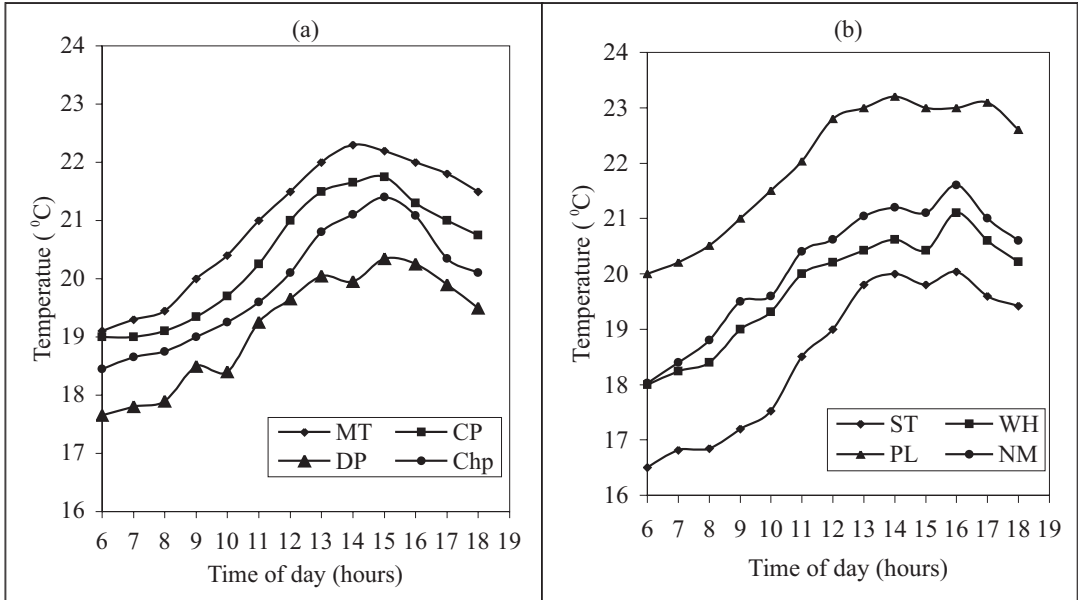 (a)
24
23
22
21
20
19
18
17
16
Temperatue ( ⁰C)
MT CP
DP Chp
6 7 8 9 10 11 12 13 14 15 16 17 18 19
Time of day (hours)
(b)
24
23
22
21
20
19
18
17
16
Temperature ( ⁰C)
ST WH
PL NM
6 7 8 9 10 11 12 13 14 15 16 17 18 19
Time of day (hours)